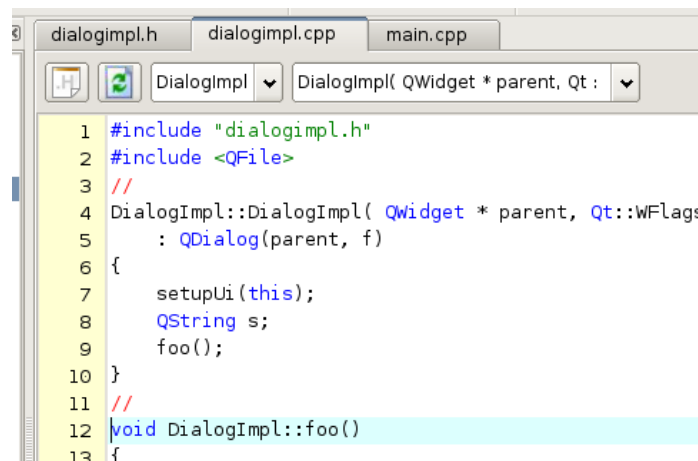 dialogimpl.h dialogimpl.cpp main.cpp
.H DialogImpl DialogImpl( QWidget * parent, Qt :
1 #include "dialogimpl.h"
2 #include <QFile>
3 //
4 DialogImpl::DialogImpl( QWidget * parent, Qt::WFlags
5 : QDialog(parent, f)
6 {
7 setupUi(this);
8 QString s;
9 foo();
10 }
11 //
12 void DialogImpl::foo()
13 {